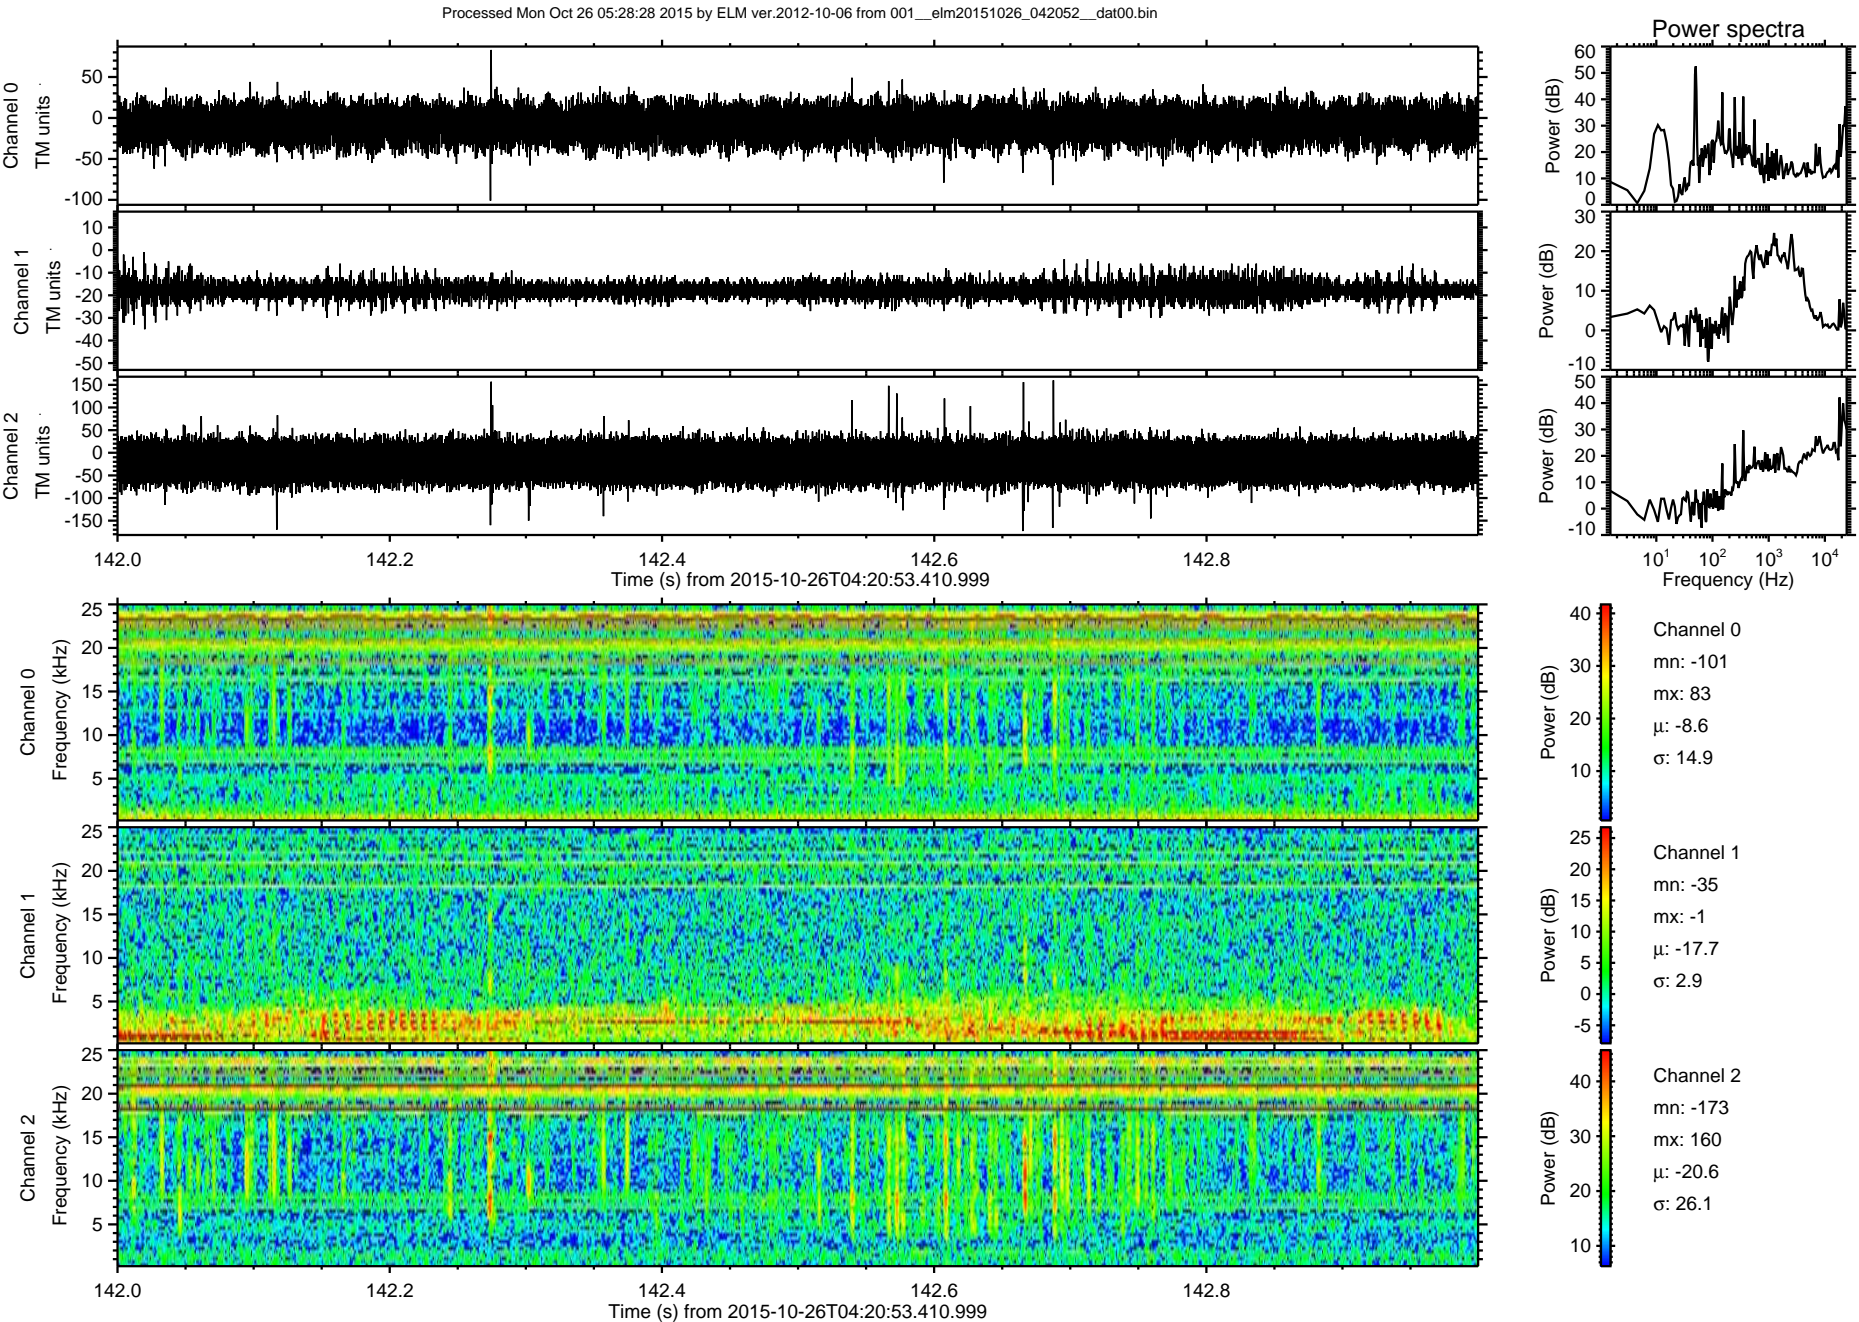 Processed Mon Oct 26 05:28:28 2015 by ELM ver.2012-10-06 from 001__elm20151026_042052__dat00.bin
Power spectra
Channel 0
TM units
50
0
-50
-100
Power (dB)
60
50
40
30
20
10
0
Channel 1
TM units
10
0
-10
-20
-30
-40
-50
Power (dB)
30
20
10
0
-10
Channel 2
TM units
150
100
50
0
-50
-100
-150
Power (dB)
50
40
30
20
10
0
-10
142.0 142.2 142.4 142.6 142.8
Time (s) from 2015-10-26T04:20:53.410.999
10¹ 10² 10³ 10⁴
Frequency (Hz)
Channel 0
Frequency (kHz)
25
20
15
10
5
Power (dB)
40
30
20
10
Channel 0
mn: -101
mx: 83
μ: -8.6
σ: 14.9
Channel 1
Frequency (kHz)
25
20
15
10
5
Power (dB)
25
20
15
10
5
0
-5
Channel 1
mn: -35
mx: -1
μ: -17.7
σ: 2.9
Channel 2
Frequency (kHz)
25
20
15
10
5
Power (dB)
40
30
20
10
Channel 2
mn: -173
mx: 160
μ: -20.6
σ: 26.1
142.0 142.2 142.4 142.6 142.8
Time (s) from 2015-10-26T04:20:53.410.999